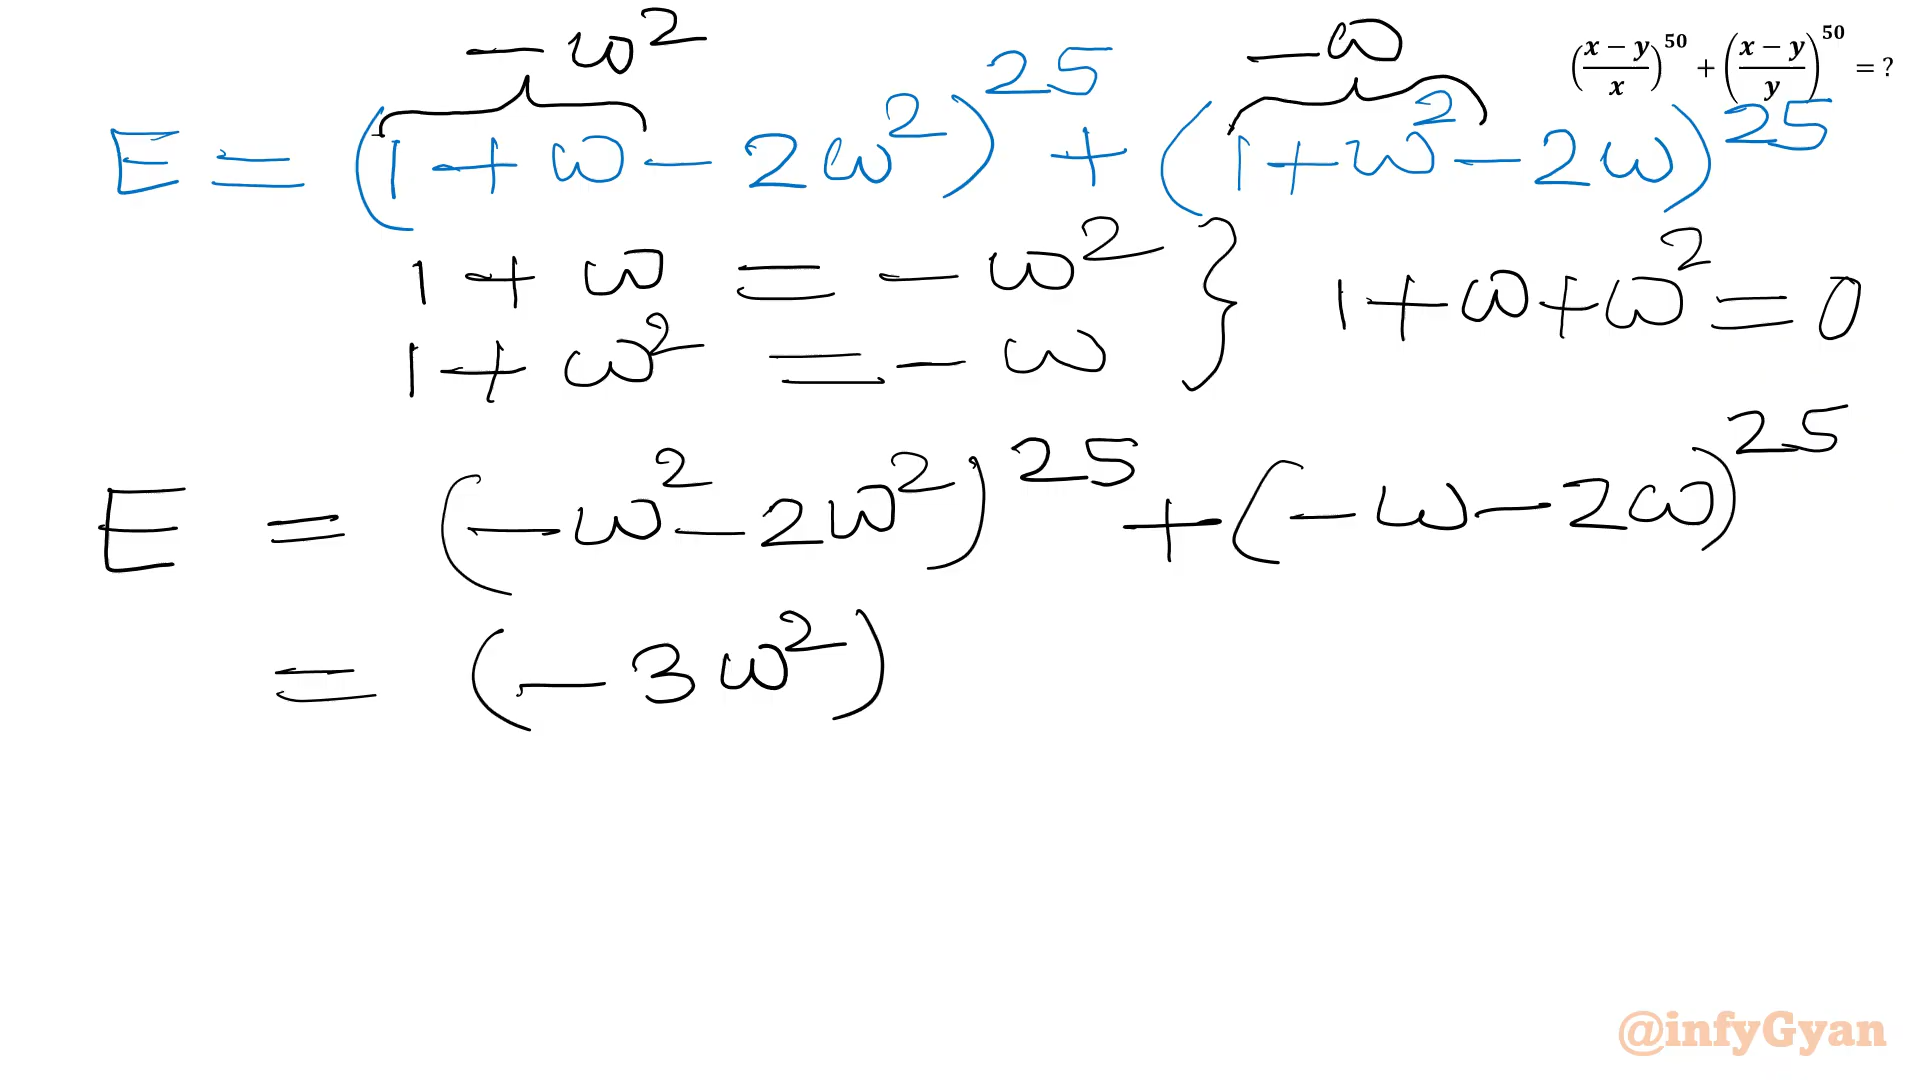 -ω² -ω
(x − y / x)^50 + (x − y / y)^50 = ?
E = (1 + ω - 2ω²)^25 + (1 + ω² - 2ω)^25
1 + ω = - ω²
1 + ω² = - ω } 1 + ω + ω² = 0
E = (-ω² - 2ω²)^25 + (-ω - 2ω)^25
= (-3ω²)
@infyGyan